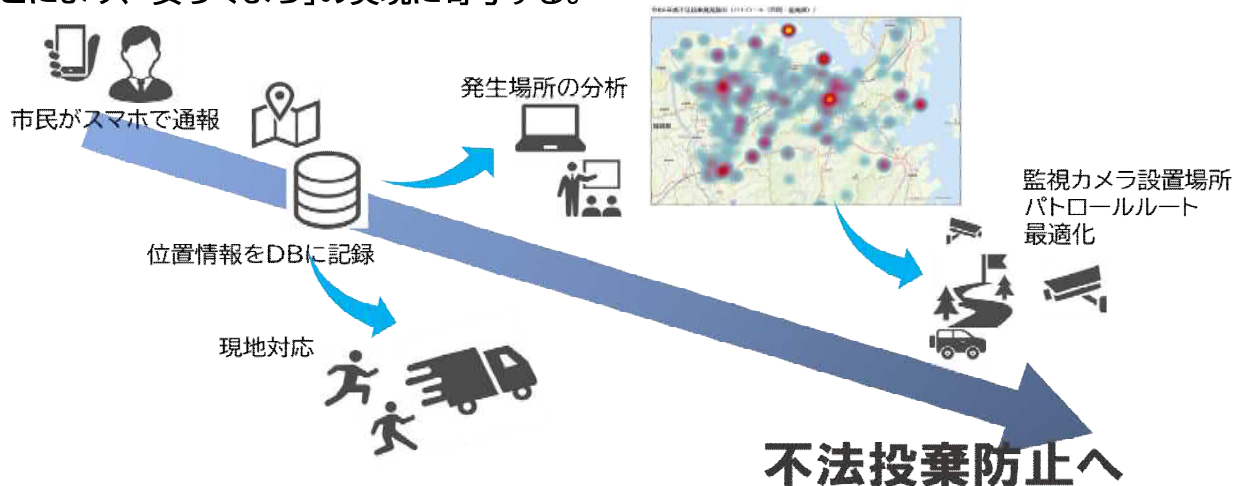 市民がスマホで通報
発生場所の分析
位置情報をDBに記録
現地対応
監視カメラ設置場所
パトロールルート
最適化
不法投棄防止へ